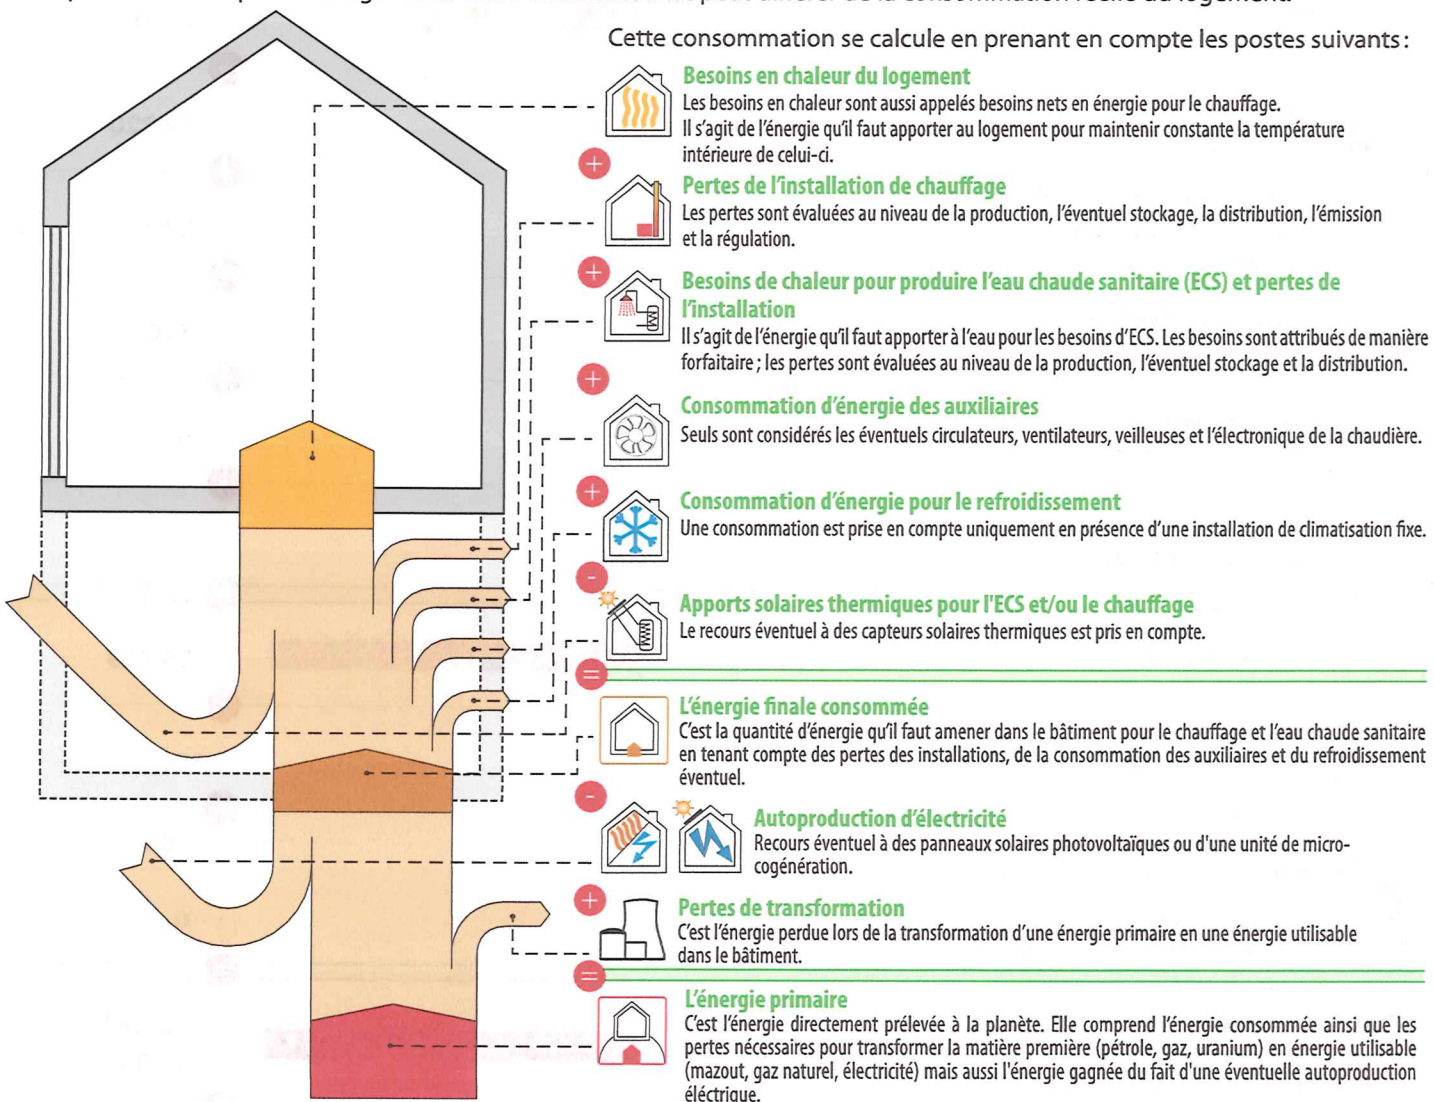 de la consommation réelle du logement.
Cette consommation se calcule en prenant en compte les postes suivants :
Besoins en chaleur du logement
Les besoins en chaleur sont aussi appelés besoins nets en énergie pour le chauffage.
Il s'agit de l'énergie qu'il faut apporter au logement pour maintenir constante la température
intérieure de celui-ci.
+
Pertes de l'installation de chauffage
Les pertes sont évaluées au niveau de la production, l'éventuel stockage, la distribution, l'émission
et la régulation.
+
Besoins de chaleur pour produire l'eau chaude sanitaire (ECS) et pertes de
l'installation
Il s'agit de l'énergie qu'il faut apporter à l'eau pour les besoins d'ECS. Les besoins sont attribués de manière
forfaitaire ; les pertes sont évaluées au niveau de la production, l'éventuel stockage et la distribution.
+
Consommation d'énergie des auxiliaires
Seuls sont considérés les éventuels circulateurs, ventilateurs, veilleuses et l'électronique de la chaudière.
+
Consommation d'énergie pour le refroidissement
Une consommation est prise en compte uniquement en présence d'une installation de climatisation fixe.
-
Apports solaires thermiques pour l'ECS et/ou le chauffage
Le recours éventuel à des capteurs solaires thermiques est pris en compte.
=
L'énergie finale consommée
C'est la quantité d'énergie qu'il faut amener dans le bâtiment pour le chauffage et l'eau chaude sanitaire
en tenant compte des pertes des installations, de la consommation des auxiliaires et du refroidissement
éventuel.
-
Autoproduction d'électricité
Recours éventuel à des panneaux solaires photovoltaïques ou d'une unité de micro-
cogénération.
+
Pertes de transformation
C'est l'énergie perdue lors de la transformation d'une énergie primaire en une énergie utilisable
dans le bâtiment.
=
L'énergie primaire
C'est l'énergie directement prélevée à la planète. Elle comprend l'énergie consommée ainsi que les
pertes nécessaires pour transformer la matière première (pétrole, gaz, uranium) en énergie utilisable
(mazout, gaz naturel, électricité) mais aussi l'énergie gagnée du fait d'une éventuelle autoproduction
éléctrique.